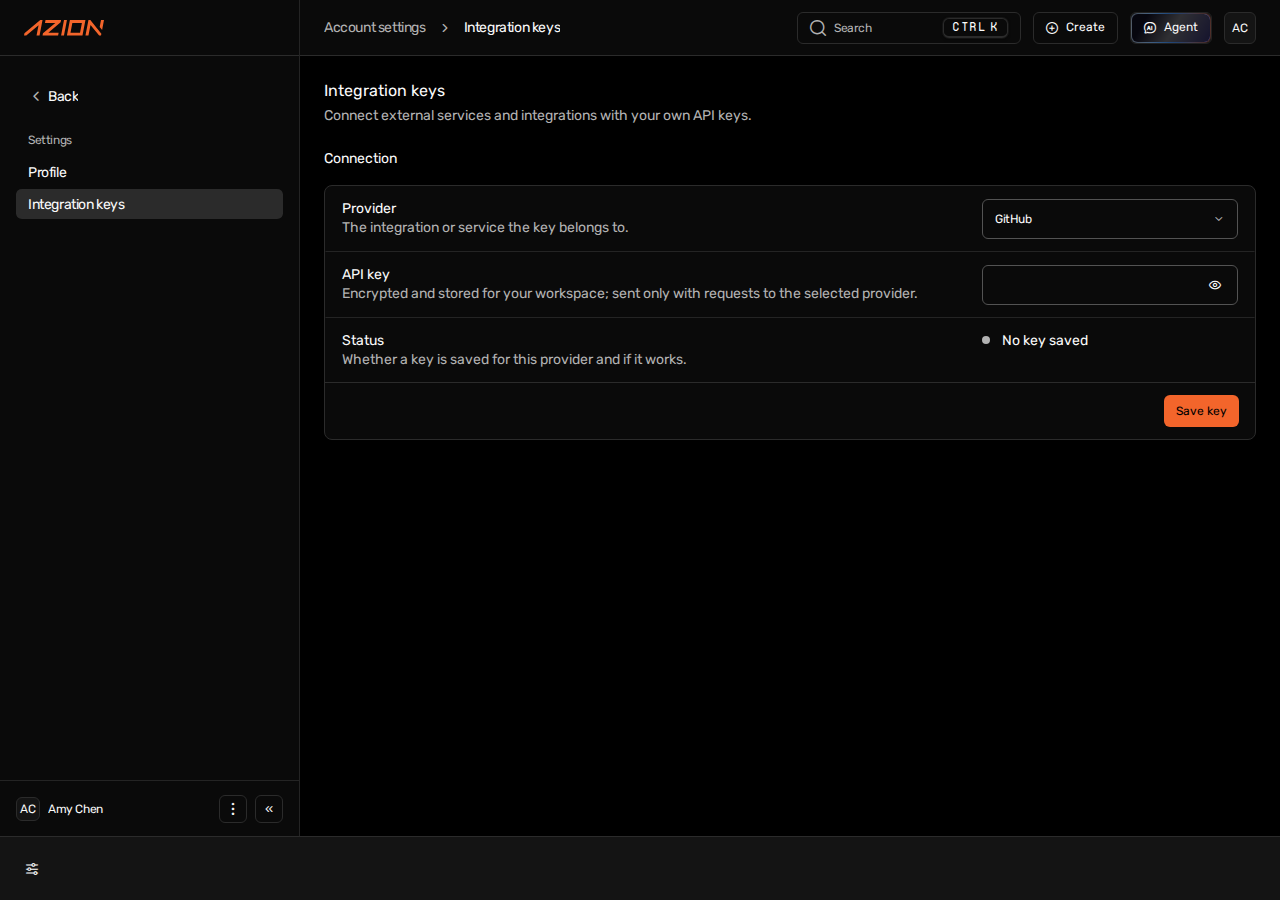 AZION
Account settings
Integration keys
Search
CTRL K
Create
Agent
AC
Back
Settings
Profile
Integration keys
Integration keys
Connect external services and integrations with your own API keys.
Connection
Provider
The integration or service the key belongs to.
GitHub
API key
Encrypted and stored for your workspace; sent only with requests to the selected provider.
Status
Whether a key is saved for this provider and if it works.
No key saved
Save key
AC
Amy Chen